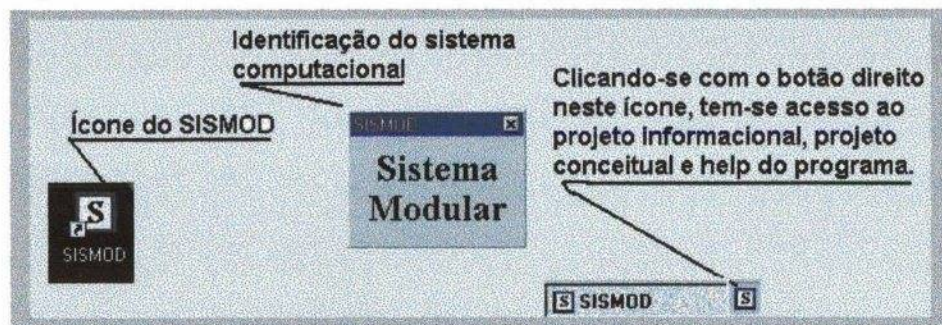 Identificação do sistema
computacional
Clicando-se com o botão direito
neste ícone, tem-se acesso ao
projeto informacional, projeto
conceitual e help do programa.
Ícone do SISMOD
SISMOD
Sistema
Modular
S
SISMOD
S SISMOD
S